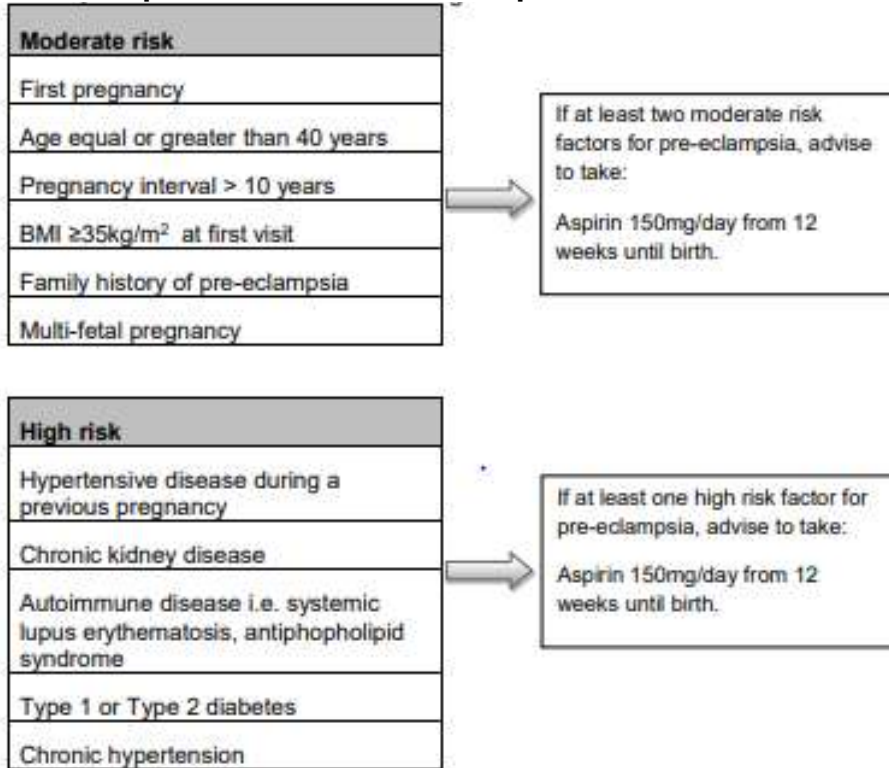 Moderate risk
First pregnancy
Age equal or greater than 40 years
Pregnancy interval > 10 years
BMI ≥35kg/m² at first visit
Family history of pre-eclampsia
Multi-fetal pregnancy
If at least two moderate risk
factors for pre-eclampsia, advise
to take:
Aspirin 150mg/day from 12
weeks until birth.
High risk
Hypertensive disease during a
previous pregnancy
Chronic kidney disease
Autoimmune disease i.e. systemic
lupus erythematosis, antiphopholipid
syndrome
Type 1 or Type 2 diabetes
Chronic hypertension
If at least one high risk factor for
pre-eclampsia, advise to take:
Aspirin 150mg/day from 12
weeks until birth.